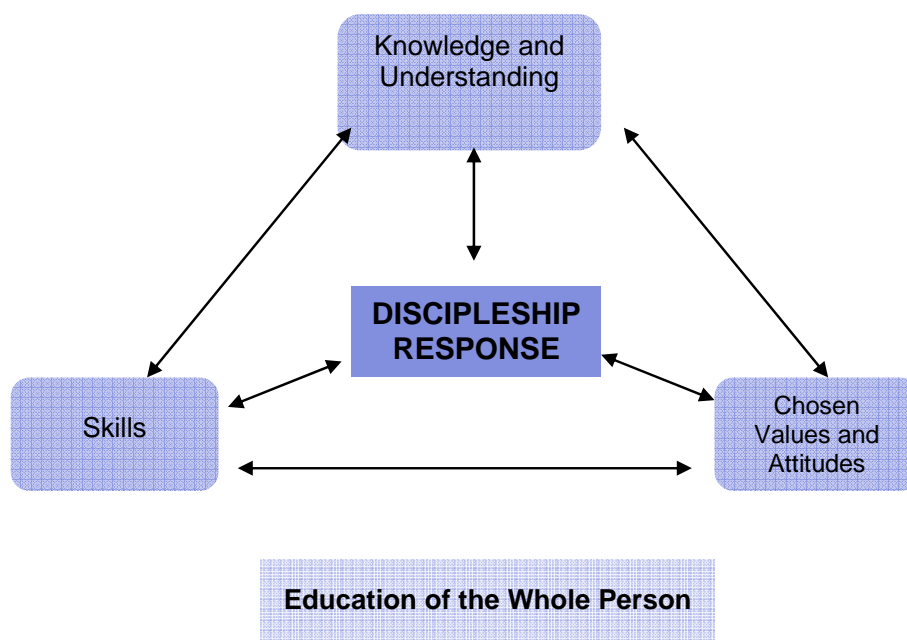 Knowledge and
Understanding
DISCIPLESHIP
RESPONSE
Skills
Chosen
Values and
Attitudes
Education of the Whole Person